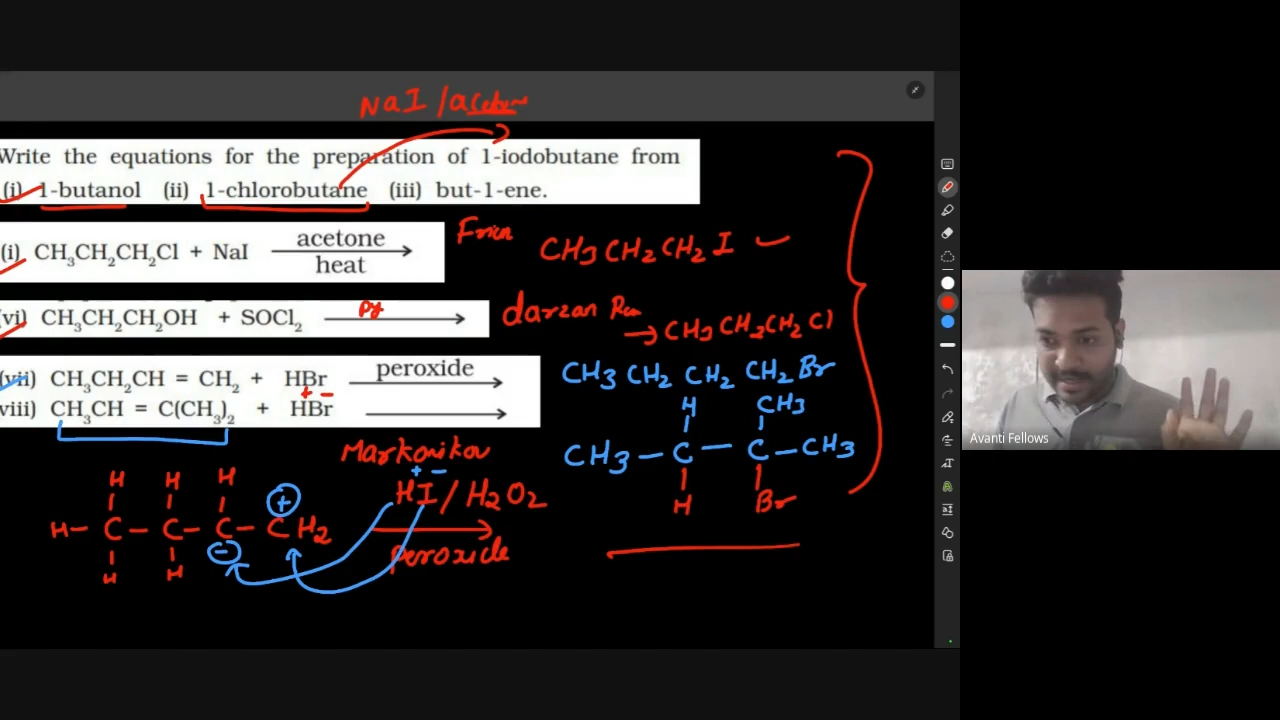 NaI /acetone
Write the equations for the preparation of 1-iodobutane from
(i) 1-butanol (ii) 1-chlorobutane (iii) but-1-ene.
(i) CH₃CH₂CH₂Cl + NaI acetone heat
CH3 CH2 CH2 I
(vi) CH₃CH₂CH₂OH + SOCl₂ Py
darzan
→ CH3 CH2 CH2 Cl
(vii) CH₃CH₂CH = CH₂ + HBr peroxide
CH3 CH2 CH2 CH2 Br
viii) CH₃CH = C(CH₃)₂ + HBr
+ −
H CH3
CH3 — C — C — CH3
H Br
Markonikov
+ −
HI / H2O2
Peroxide
H H H +
H — C — C — C — CH2
H H −
Avanti Fellows